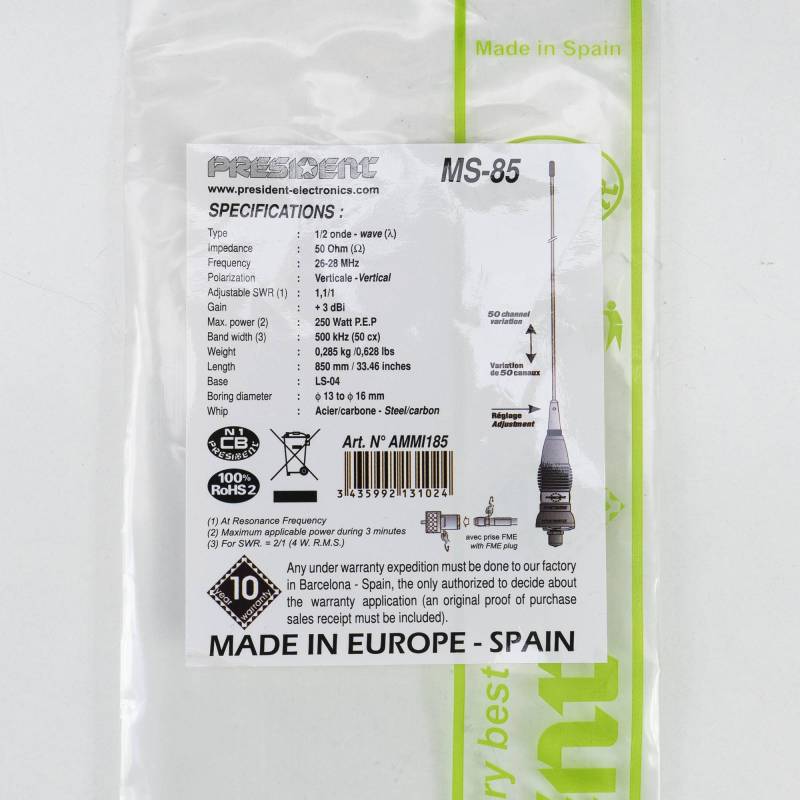 Made in Spain
PRESIDENT
MS-85
www.president-electronics.com
SPECIFICATIONS :
Type : 1/2 onde - wave (λ)
Impedance : 50 Ohm (Ω)
Frequency : 26-28 MHz
Polarization : Verticale -Vertical
Adjustable SWR (1) : 1,1/1
Gain : + 3 dBi
Max. power (2) : 250 Watt P.E.P
Band width (3) : 500 kHz (50 cx)
Weight : 0,285 kg /0,628 lbs
Length : 850 mm / 33.46 inches
Base : LS-04
Boring diameter : ϕ 13 to ϕ 16 mm
Whip : Acier/carbone - Steel/carbon
50 channel
variation
Variation
de 50 canaux
Réglage
Adjustment
N1
CB
PRESIDENT
100%
RoHS2
Art. N° AMMI185
3 435992 131024
avec prise FME
with FME plug
(1) At Resonance Frequency
(2) Maximum applicable power during 3 minutes
(3) For SWR. = 2/1 (4 W. R.M.S.)
10
year
warranty
Any under warranty expedition must be done to our factory
in Barcelona - Spain, the only authorized to decide about
the warranty application (an original proof of purchase
sales receipt must be included).
MADE IN EUROPE - SPAIN
ry best
nt